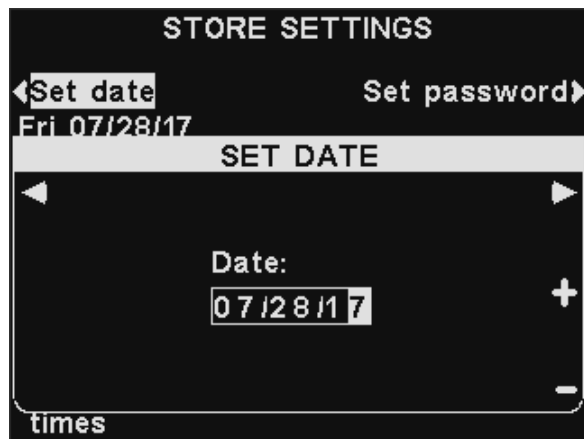 STORE SETTINGS
Set date Set password
Fri 07/28/17
SET DATE
Date:
07/28/17
+
-
times